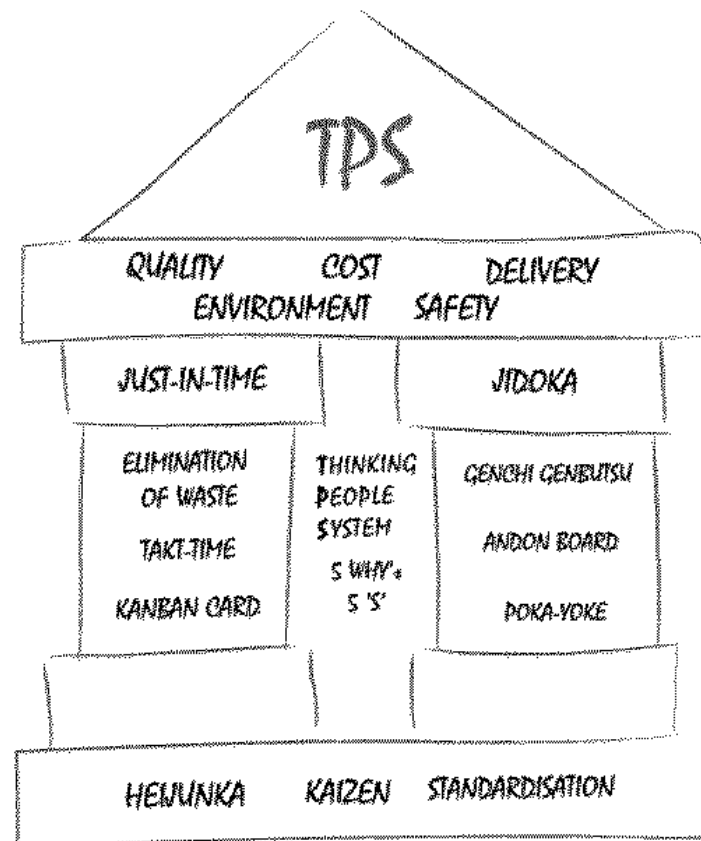 TPS
QUALITY COST DELIVERY
ENVIRONMENT SAFETY
JUST-IN-TIME JIDOKA
ELIMINATION
OF WASTE
TAKT-TIME
KANBAN CARD
THINKING
PEOPLE
SYSTEM
5 WHY's
5 'S'
GENCHI GENBUTSU
ANDON BOARD
POKA-YOKE
HEIJUNKA KAIZEN STANDARDISATION